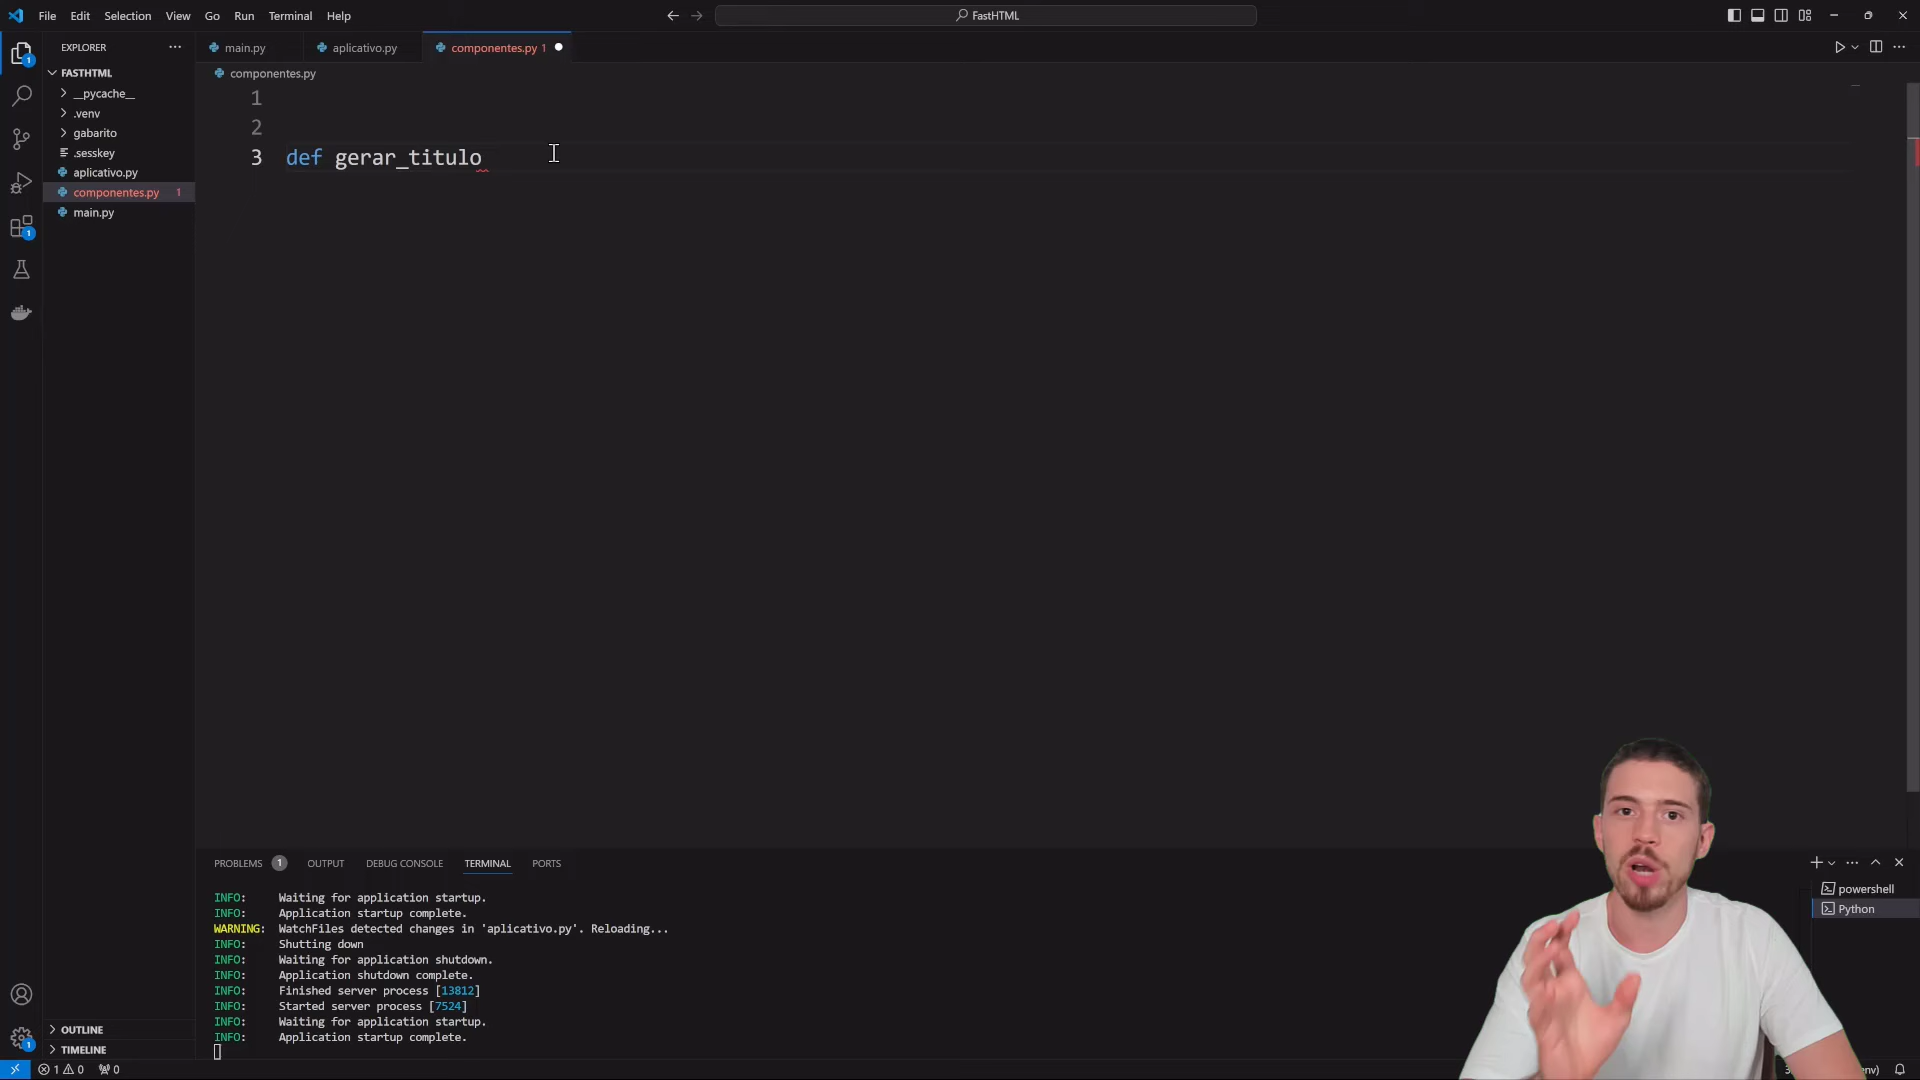 File Edit Selection View Go Run Terminal Help
FastHTML
EXPLORER
FASTHTML
__pycache__
.venv
gabarito
.sesskey
aplicativo.py
componentes.py 1
main.py
OUTLINE
TIMELINE
main.py aplicativo.py componentes.py 1
componentes.py
1
2
3 def gerar_titulo
PROBLEMS 1 OUTPUT DEBUG CONSOLE TERMINAL PORTS
INFO: Waiting for application startup.
INFO: Application startup complete.
WARNING: WatchFiles detected changes in 'aplicativo.py'. Reloading...
INFO: Shutting down
INFO: Waiting for application shutdown.
INFO: Application shutdown complete.
INFO: Finished server process [13812]
INFO: Started server process [7524]
INFO: Waiting for application startup.
INFO: Application startup complete.
powershell
Python
1 0 0